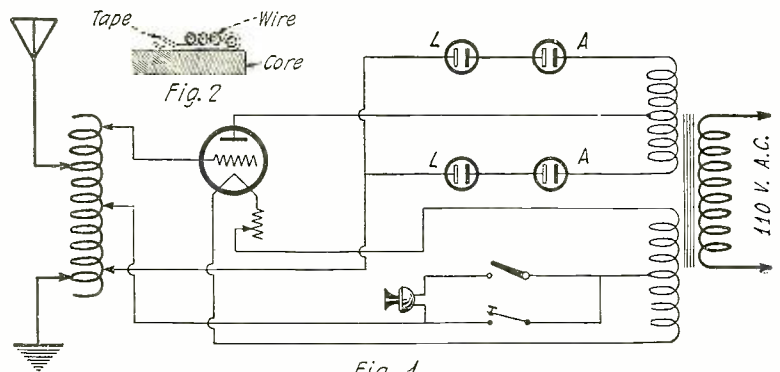 Tape
Wire
Core
Fig. 2
L
A
L
A
110 V. A.C.
Fig. 1